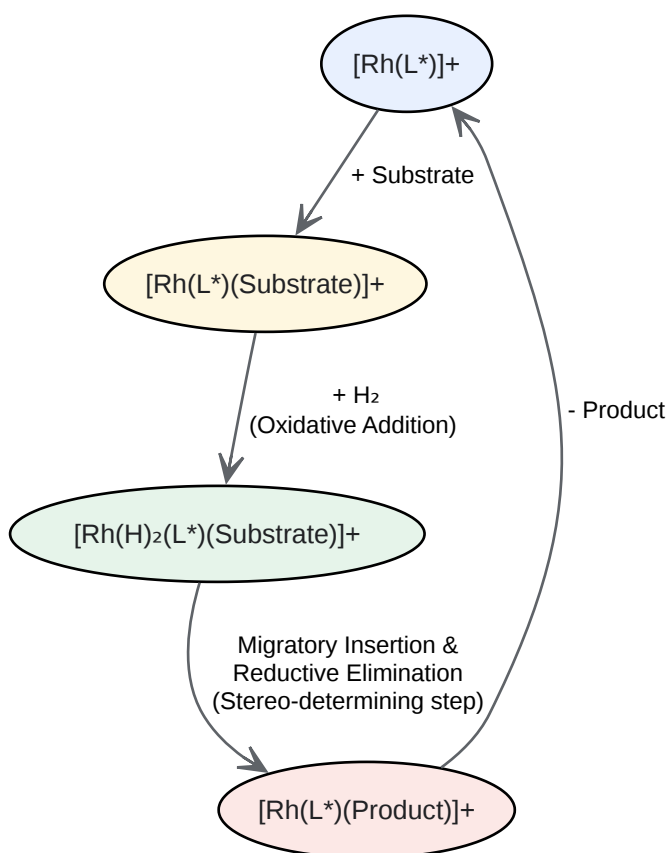 [Rh(L*)]+
+ Substrate
[Rh(L*)(Substrate)]+
+ H₂
(Oxidative Addition)
- Product
[Rh(H)₂(L*)(Substrate)]+
Migratory Insertion &
Reductive Elimination
(Stereo-determining step)
[Rh(L*)(Product)]+